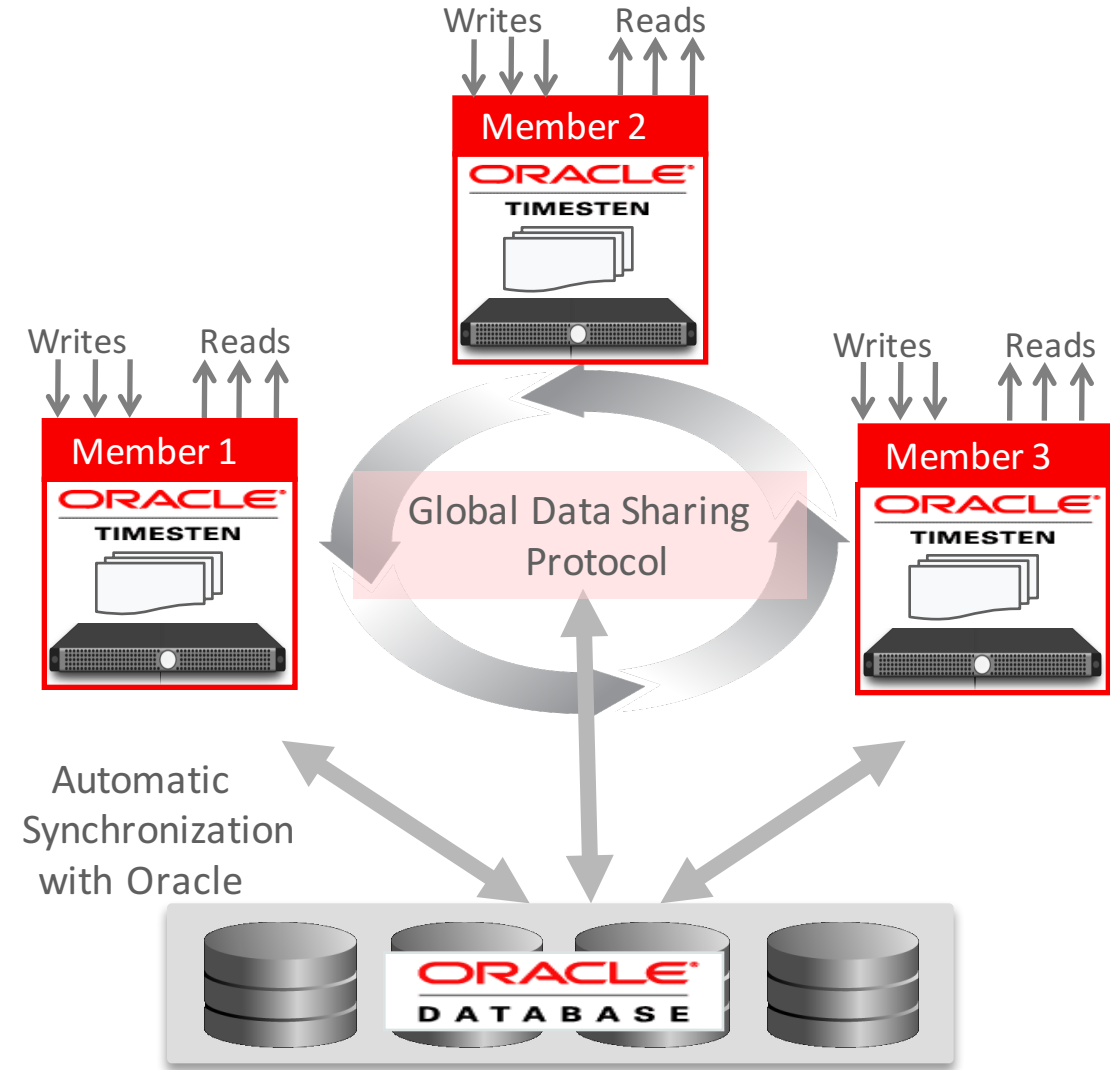 Writes Reads
Member 2
ORACLE
TIMESTEN
Writes Reads
Member 1
ORACLE
TIMESTEN
Writes Reads
Member 3
ORACLE
TIMESTEN
Global Data Sharing
Protocol
Automatic
Synchronization
with Oracle
ORACLE
DATABASE